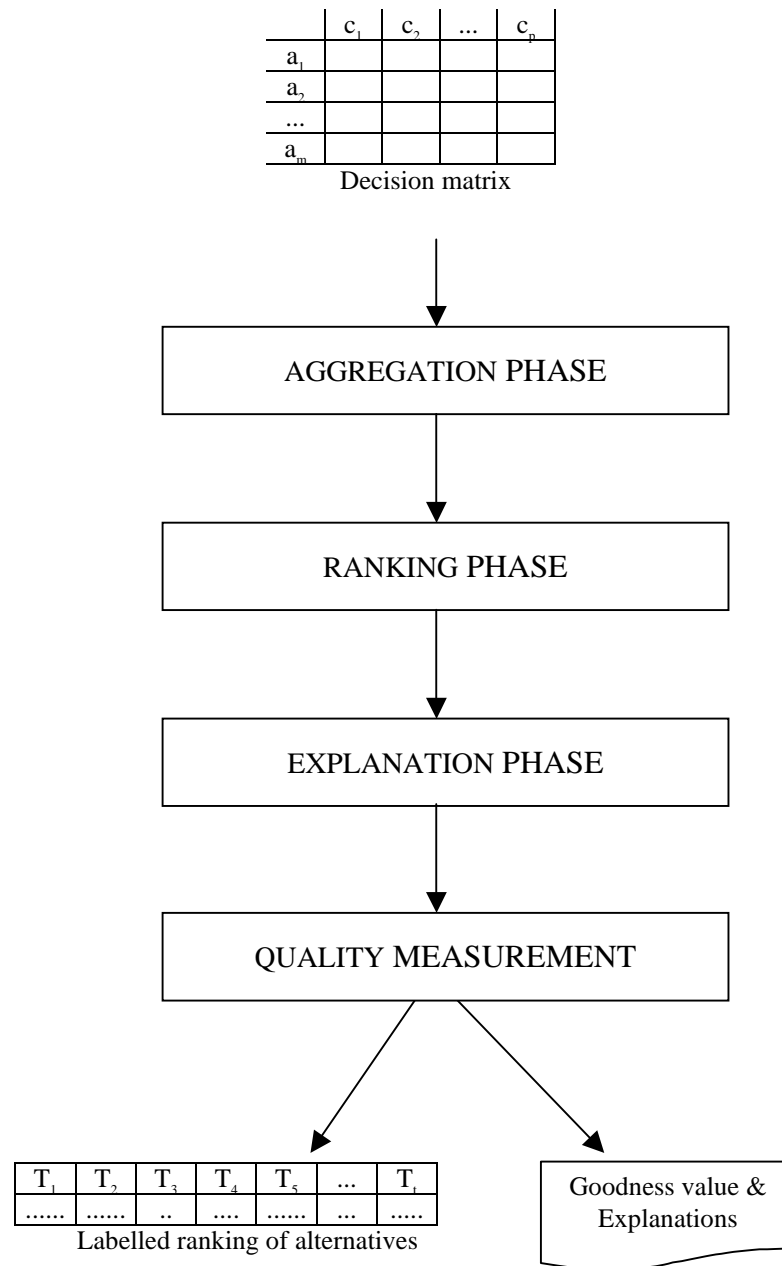 c₁ c₂ ... cₚ
a₁
a₂
...
aₘ
Decision matrix
AGGREGATION PHASE
RANKING PHASE
EXPLANATION PHASE
QUALITY MEASUREMENT
T₁ T₂ T₃ T₄ T₅ ... Tₜ
...... ...... .. .... ...... ... .....
Labelled ranking of alternatives
Goodness value &
Explanations